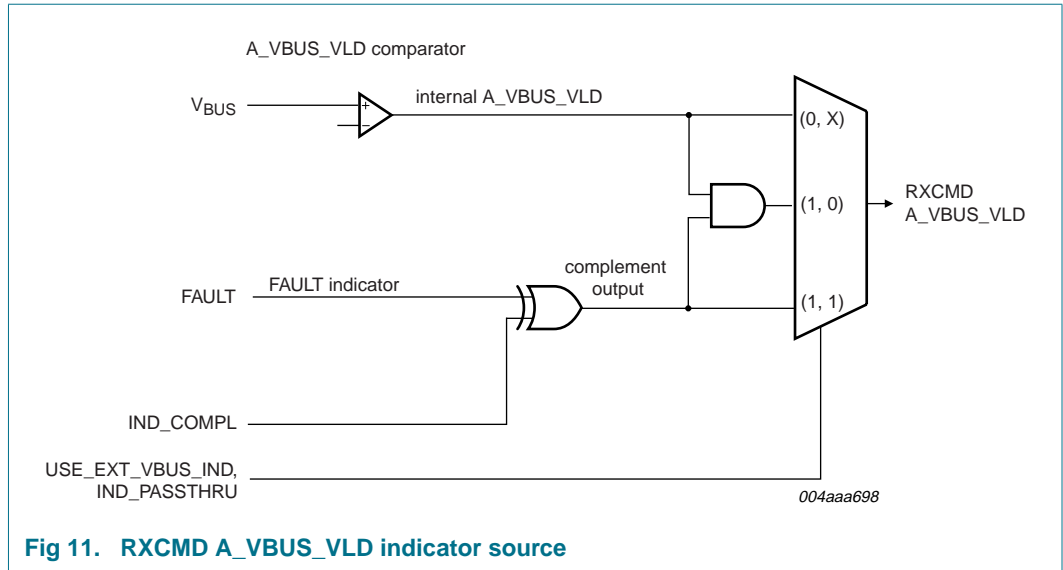 A_VBUS_VLD comparator
VBUS
+
−
internal A_VBUS_VLD
(0, X)
(1, 0)
RXCMD
A_VBUS_VLD
complement
output
FAULT
FAULT indicator
(1, 1)
IND_COMPL
USE_EXT_VBUS_IND,
IND_PASSTHRU
004aaa698
Fig 11. RXCMD A_VBUS_VLD indicator source